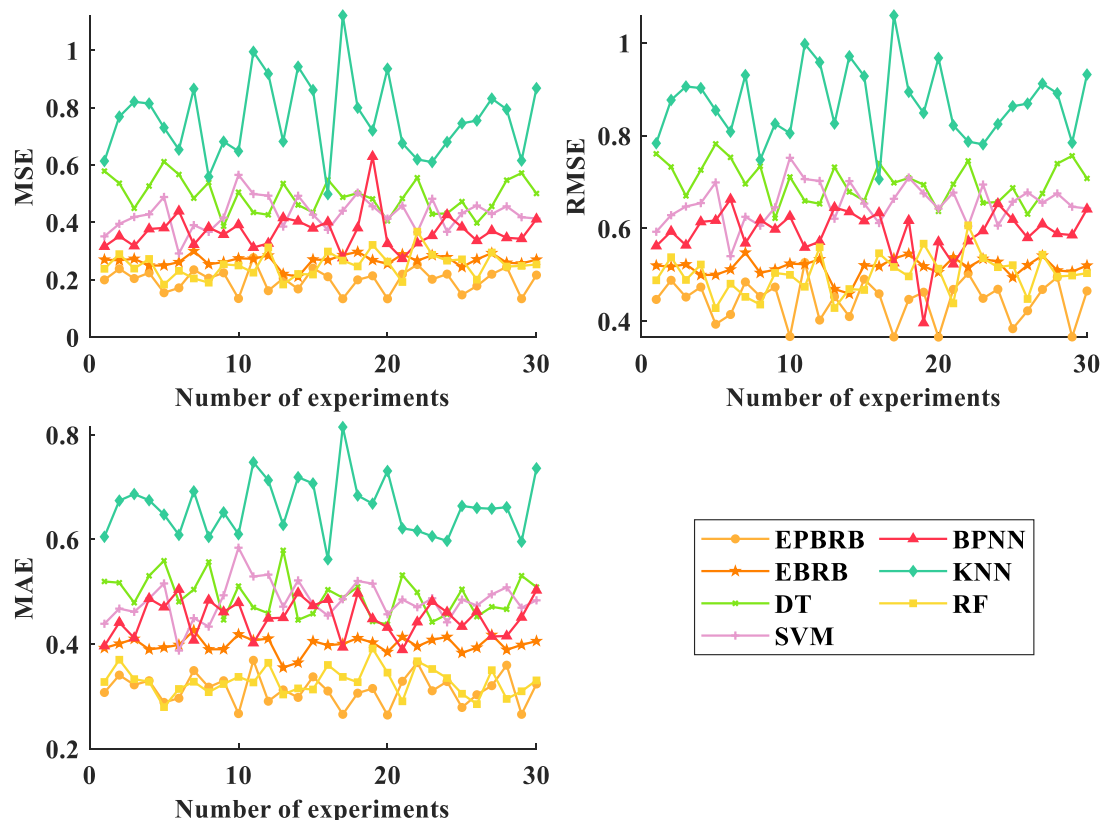 MSE
1
0.8
0.6
0.4
0.2
0
0 10 20 30
Number of experiments
RMSE
1
0.8
0.6
0.4
0 10 20 30
Number of experiments
MAE
0.8
0.6
0.4
0.2
0 10 20 30
Number of experiments
EPBRB BPNN
EBRB KNN
DT RF
SVM